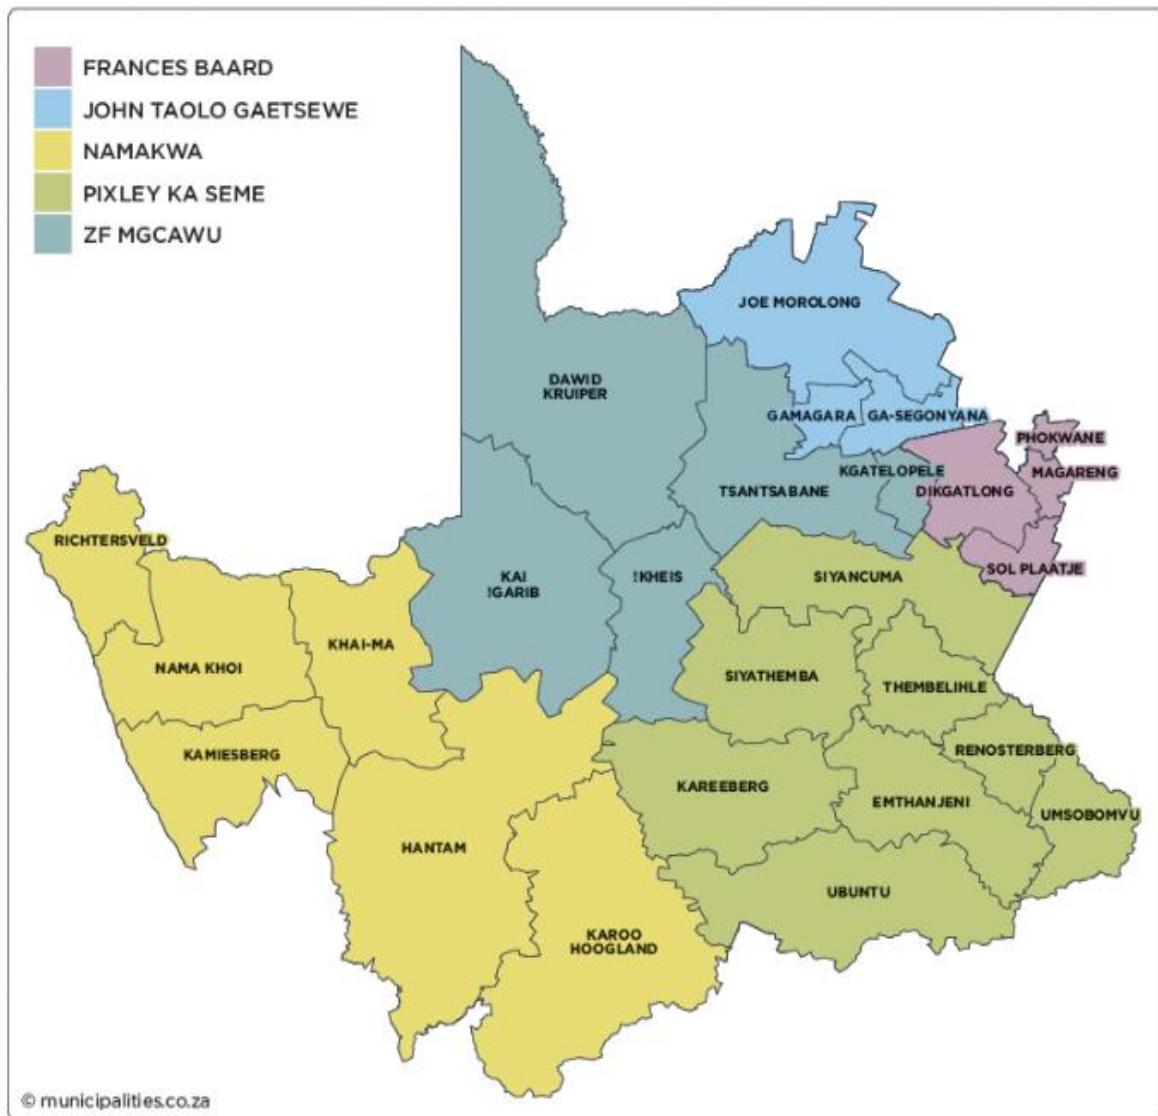 FRANCES BAARD
JOHN TAOLO GAETSEWE
NAMAKWA
PIXLEY KA SEME
ZF MGCAWU
JOE MOROLONG
DAWID
KRUIPER
GAMAGARA
GA-SEGONYANA
PHOKWANE
KGATELOPELE
MAGARENG
TSANTSABANE
DIKGATLONG
RICHTERSVELD
SOL PLAATJE
KAI
!GARIB
!KHEIS
SIYANCUMA
KHAI-MA
NAMA KHOI
SIYATHEMBA
THEMBELIHLE
KAMIESBERG
RENOSTERBERG
KAREEBERG
EMTHANJENI
UMSOBOMVU
HANTAM
UBUNTU
KAROO
HOOGLAND
© municipalities.co.za